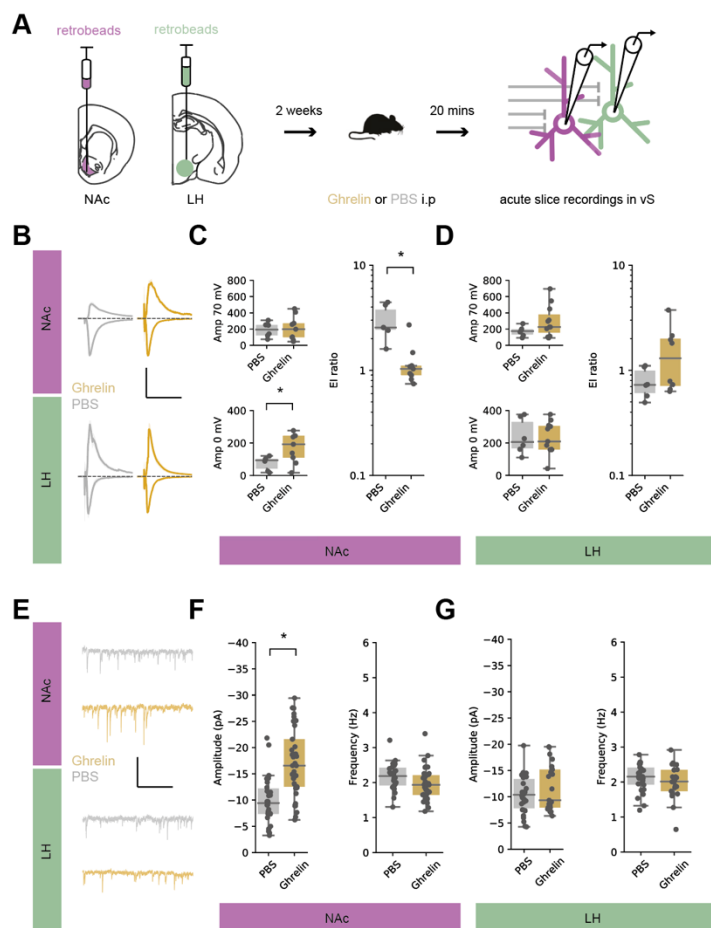 A
retrobeads
retrobeads
2 weeks
20 mins
NAc
LH
Ghrelin or PBS i.p
acute slice recordings in vS
B
NAc
Ghrelin
PBS
LH
C
Amp 70 mV
800
600
400
200
0
PBS
Ghrelin
*
Amp 0 mV
400
200
0
PBS
Ghrelin
EI ratio
10
*
1
0.1
PBS
Ghrelin
NAc
D
Amp 70 mV
800
600
400
200
0
PBS
Ghrelin
Amp 0 mV
400
200
0
PBS
Ghrelin
EI ratio
10
1
0.1
PBS
Ghrelin
LH
E
NAc
Ghrelin
PBS
LH
F
Amplitude (pA)
−40
−35
−30
−25
−20
−15
−10
−5
0
*
PBS
Ghrelin
Frequency (Hz)
6
5
4
3
2
1
0
PBS
Ghrelin
NAc
G
Amplitude (pA)
−40
−35
−30
−25
−20
−15
−10
−5
0
PBS
Ghrelin
Frequency (Hz)
6
5
4
3
2
1
0
PBS
Ghrelin
LH